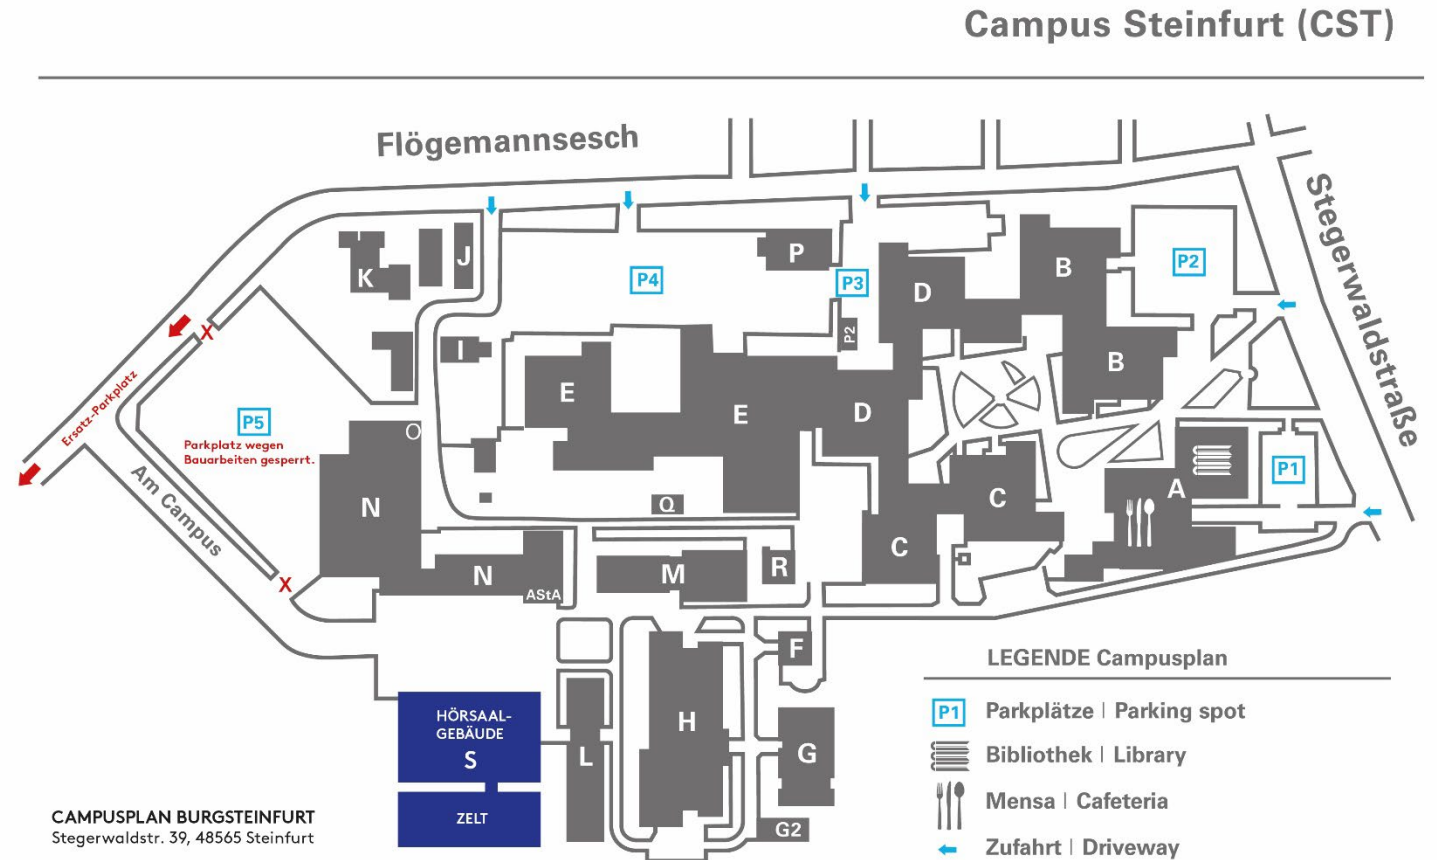 Campus Steinfurt (CST)
Flögemannsesch
Stegerwaldstraße
K
J
P
P4
P3
D
B
P2
I
P2
B
E
E
D
Ersatz-Parkplatz
X
P5
Parkplatz wegen
Bauarbeiten gesperrt.
O
Am Campus
N
Q
C
A
P1
C
N
AStA
M
R
X
F
H
L
G
G2
HÖRSAAL-
GEBÄUDE
S
ZELT
CAMPUSPLAN BURGSTEINFURT
Stegerwaldstr. 39, 48565 Steinfurt
LEGENDE Campusplan
P1 Parkplätze | Parking spot
Bibliothek | Library
Mensa | Cafeteria
Zufahrt | Driveway